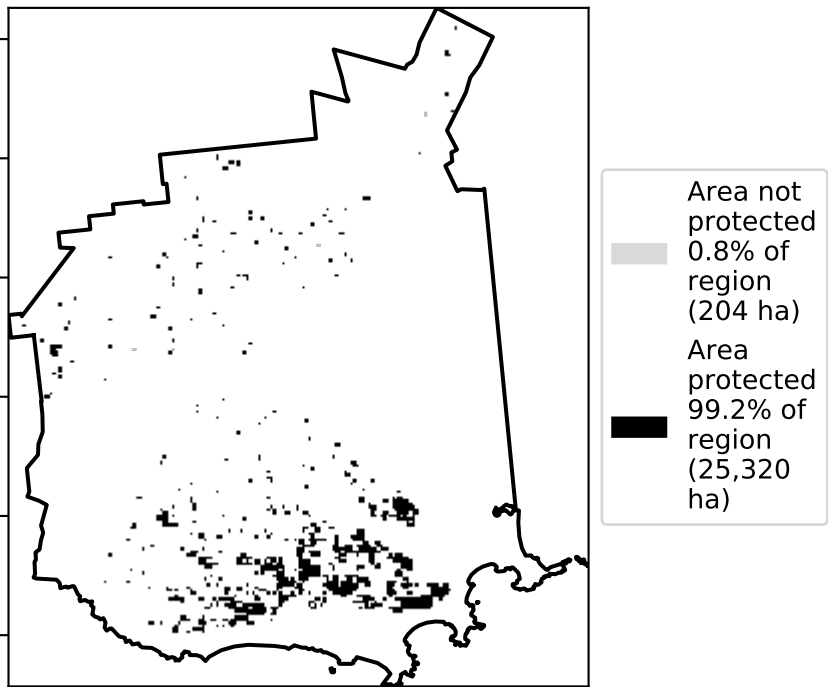 Area not
protected
0.8% of
region
(204 ha)
Area
protected
99.2% of
region
(25,320
ha)